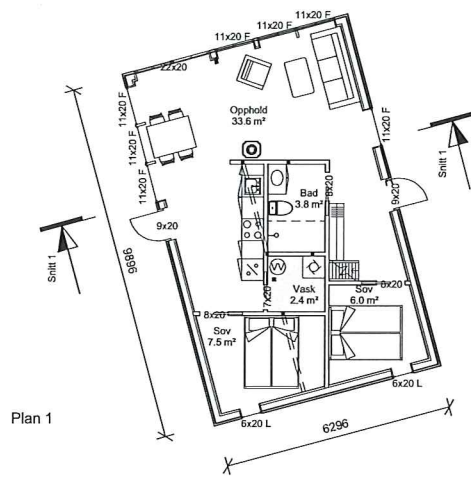 11x20 F
11x20 F
11x20 F
22x20
11x20 F
Opphold
33.6 m²
11x20 F
11x20 F
11x20 F
Snitt 1
Snitt 1
9x20
9x20
8x20
Bad
3.8 m²
9896
7x20
Vask
2.4 m²
8x20
Sov
6.0 m²
8x20
Sov
7.5 m²
6x20 L
6x20 L
Plan 1
6296